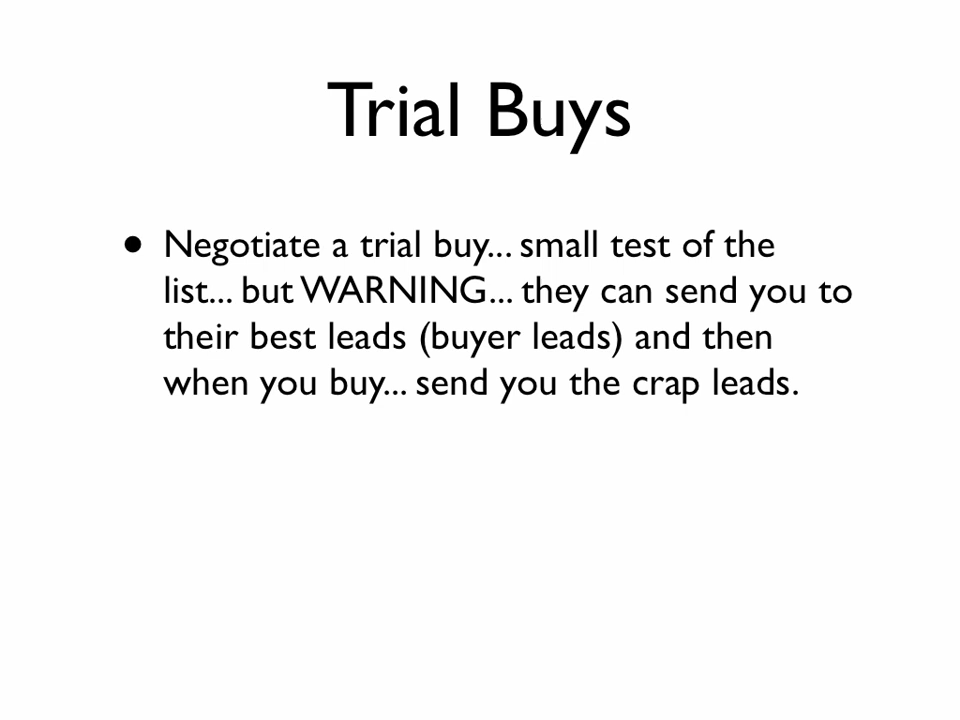 Trial Buys
• Negotiate a trial buy... small test of the
list... but WARNING... they can send you to
their best leads (buyer leads) and then
when you buy... send you the crap leads.